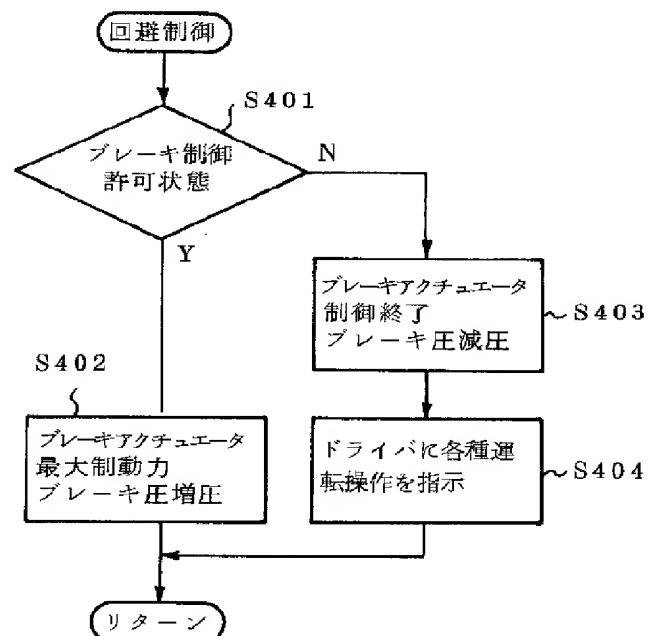 回避制御
S401
ブレーキ制御
許可状態
N
Y
ブレーキアクチュエータ
制御終了
ブレーキ圧減圧
S403
S402
ブレーキアクチュエータ
最大制動力
ブレーキ圧増圧
ドライバに各種運
転操作を指示
S404
リターン